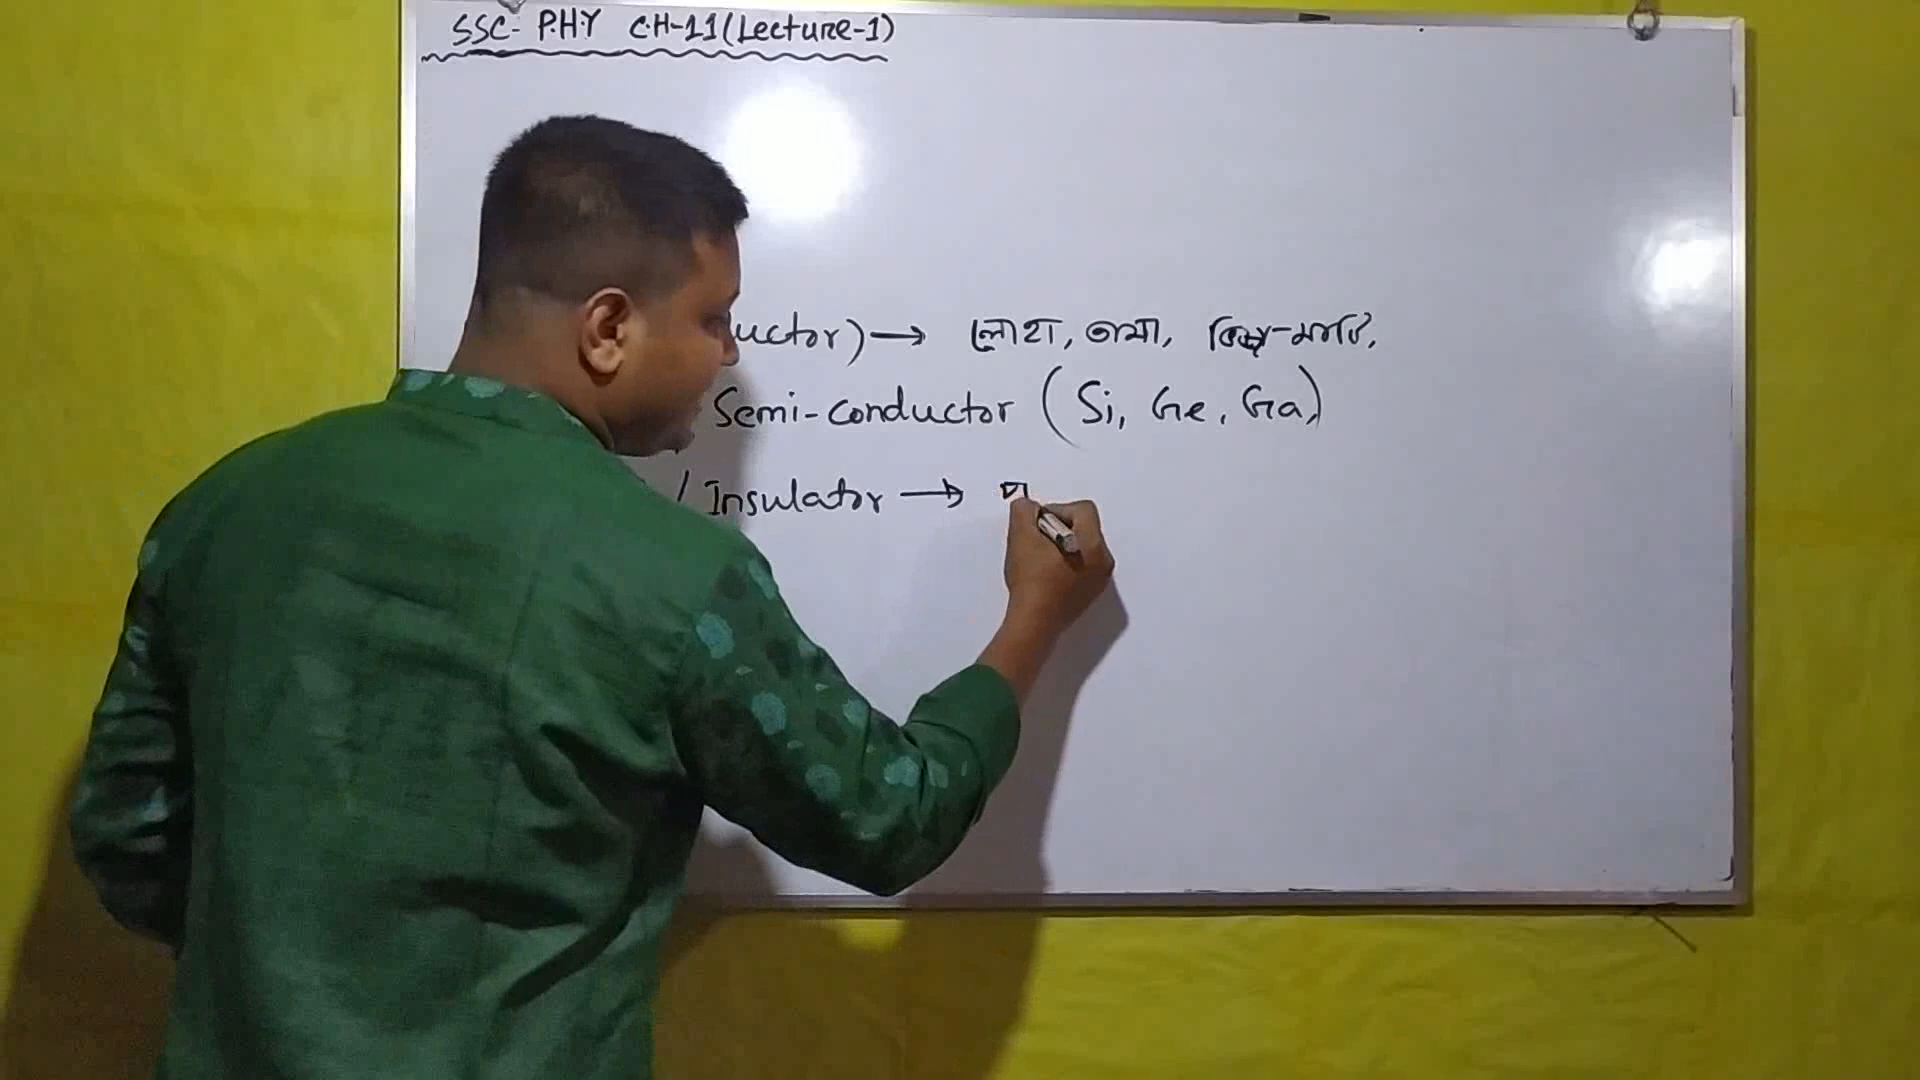 SSC- P.H.Y C.H-11(Lecture-1)
uctor) → লোহা, তামা,
Semi-conductor (Si, Ge, Ga,)
/ Insulator →